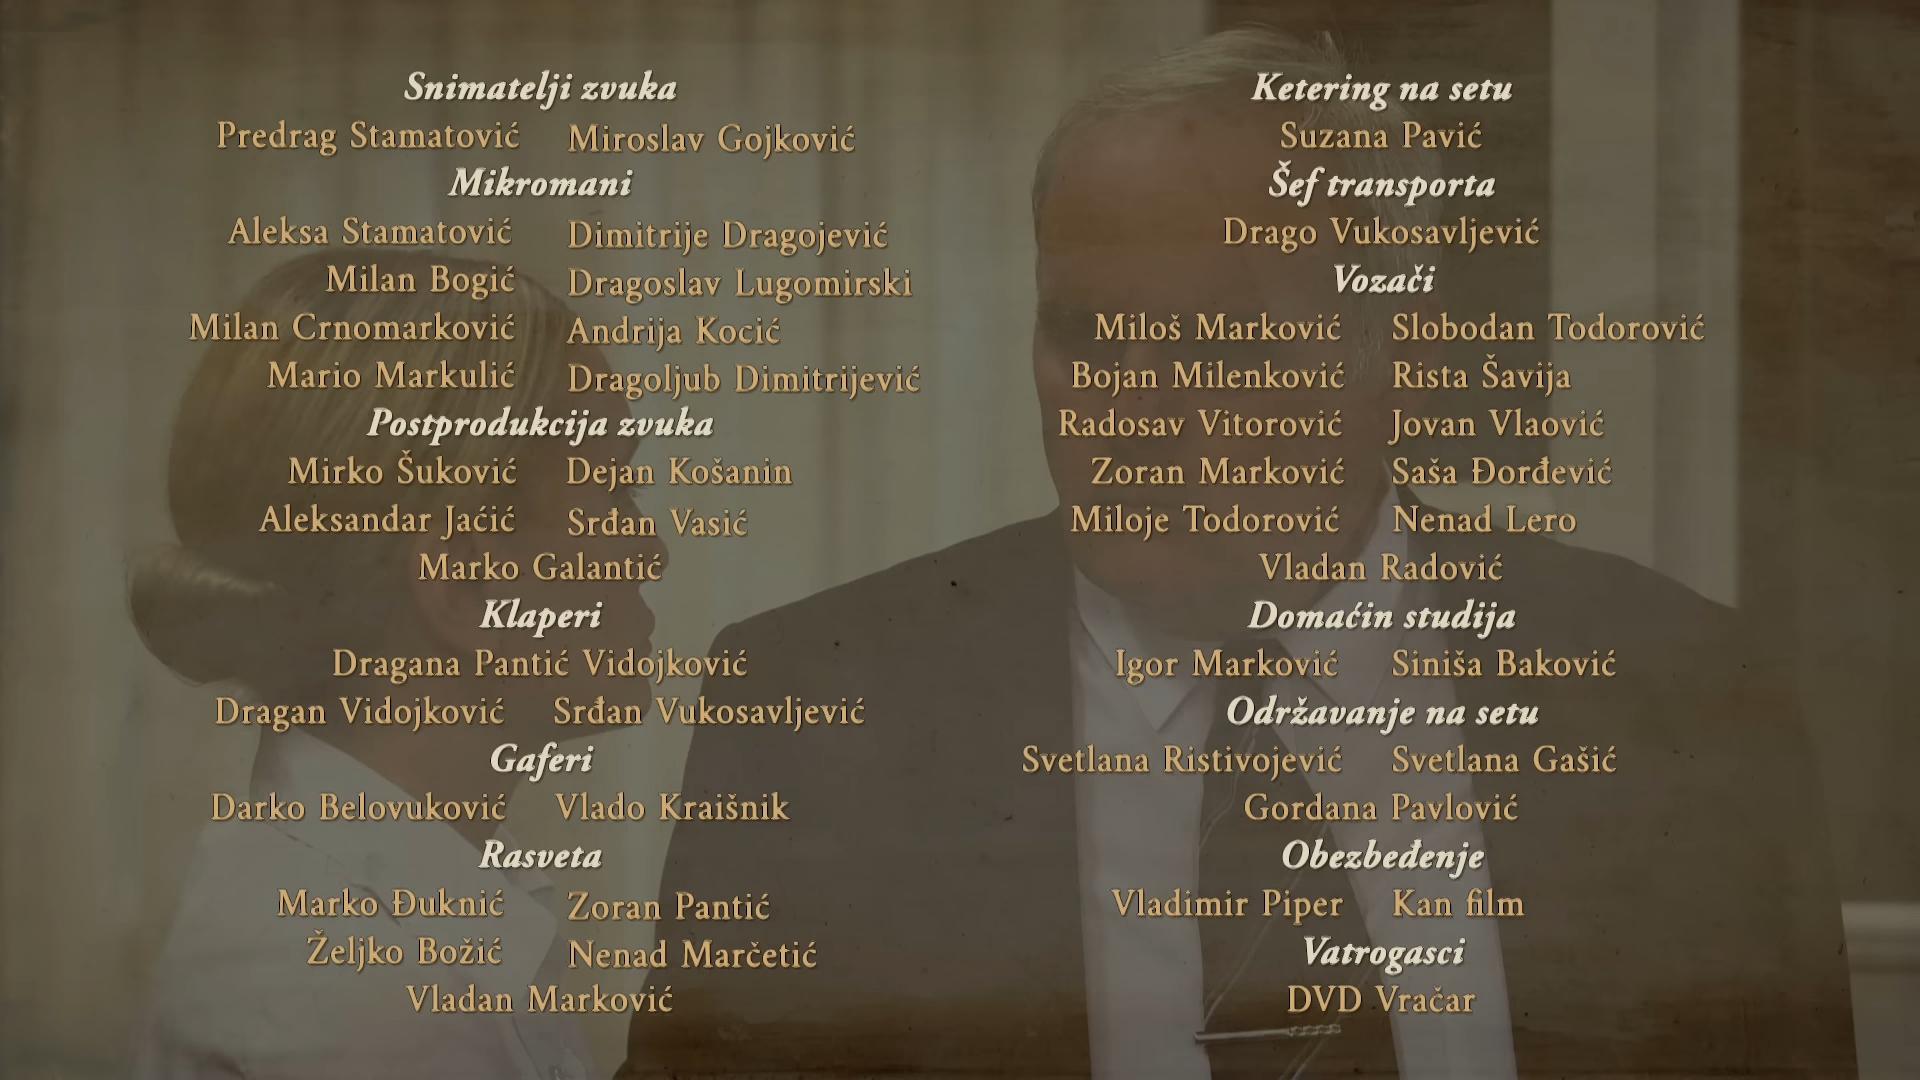 Snimatelji zvuka
Predrag Stamatović Miroslav Gojković
Mikromani
Aleksa Stamatović Dimitrije Dragojević
Milan Bogić Dragoslav Lugomirski
Milan Crnomarković Andrija Kocić
Mario Markulić Dragoljub Dimitrijević
Postprodukcija zvuka
Mirko Šuković Dejan Košanin
Aleksandar Jaćić Srđan Vasić
Marko Galantić
Klaperi
Dragana Pantić Vidojković
Dragan Vidojković Srđan Vukosavljević
Gaferi
Darko Belovuković Vlado Kraišnik
Rasveta
Marko Đuknić Zoran Pantić
Željko Božić Nenad Marčetić
Vladan Marković
Ketering na setu
Suzana Pavić
Šef transporta
Drago Vukosavljević
Vozači
Miloš Marković Slobodan Todorović
Bojan Milenković Rista Šavija
Radosav Vitorović Jovan Vlaović
Zoran Marković Saša Đorđević
Miloje Todorović Nenad Lero
Vladan Radović
Domaćin studija
Igor Marković Siniša Baković
Održavanje na setu
Svetlana Ristivojević Svetlana Gašić
Gordana Pavlović
Obezbeđenje
Vladimir Piper Kan film
Vatrogasci
DVD Vračar